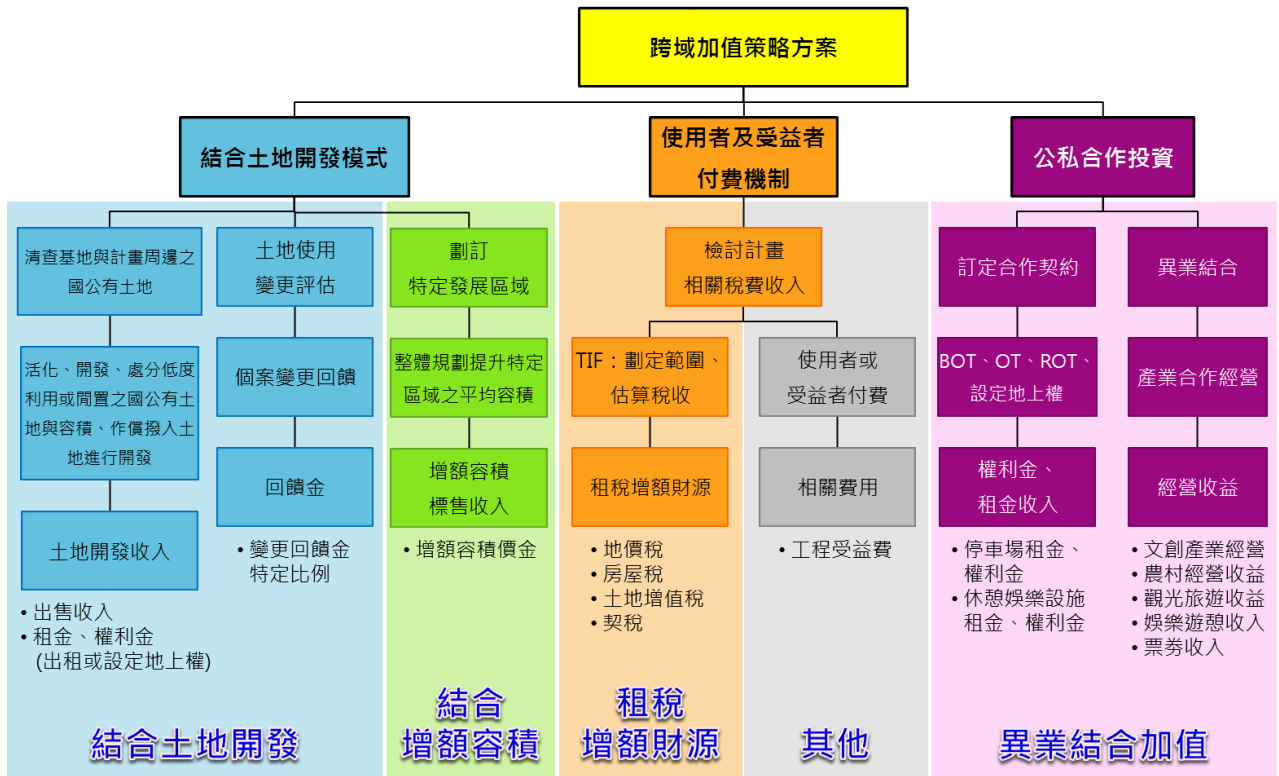 跨域加值策略方案
結合土地開發模式
使用者及受益者
付費機制
公私合作投資
清查基地與計畫周邊之
國公有土地
活化、開發、處分低度
利用或閒置之國公有土
地與容積、作償撥入土
地進行開發
土地開發收入
• 出售收入
• 租金、權利金
(出租或設定地上權)
土地使用
變更評估
個案變更回饋
回饋金
• 變更回饋金
特定比例
結合土地開發
劃訂
特定發展區域
整體規劃提升特定
區域之平均容積
增額容積
標售收入
• 增額容積價金
結合
增額容積
檢討計畫
相關稅費收入
TIF：劃定範圍、
估算稅收
租稅增額財源
• 地價稅
• 房屋稅
• 土地增值稅
• 契稅
租稅
增額財源
使用者或
受益者付費
相關費用
• 工程受益費
其他
訂定合作契約
BOT、OT、ROT、
設定地上權
權利金、
租金收入
• 停車場租金、
權利金
• 休憩娛樂設施
租金、權利金
異業結合
產業合作經營
經營收益
• 文創產業經營
• 農村經營收益
• 觀光旅遊收益
• 娛樂遊憩收入
• 票券收入
異業結合加值